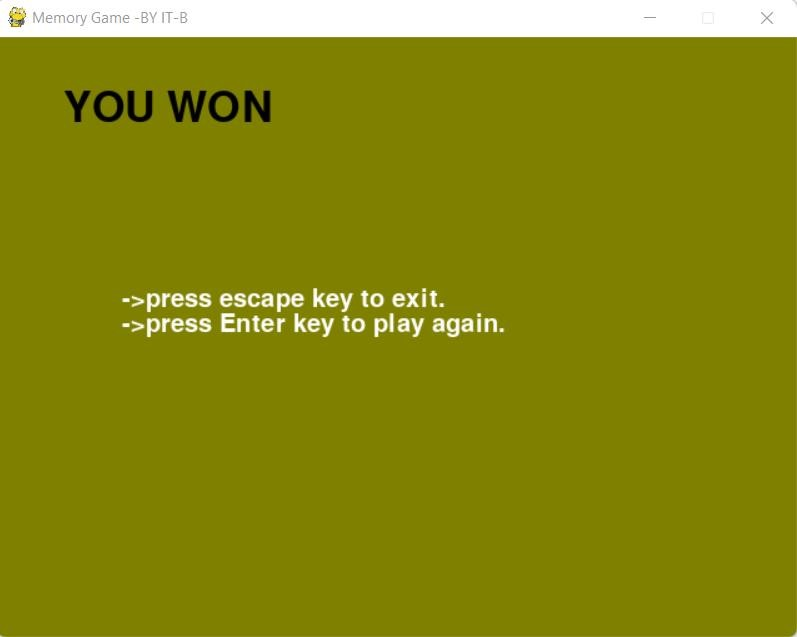 Memory Game -BY IT-B
YOU WON
->press escape key to exit.
->press Enter key to play again.